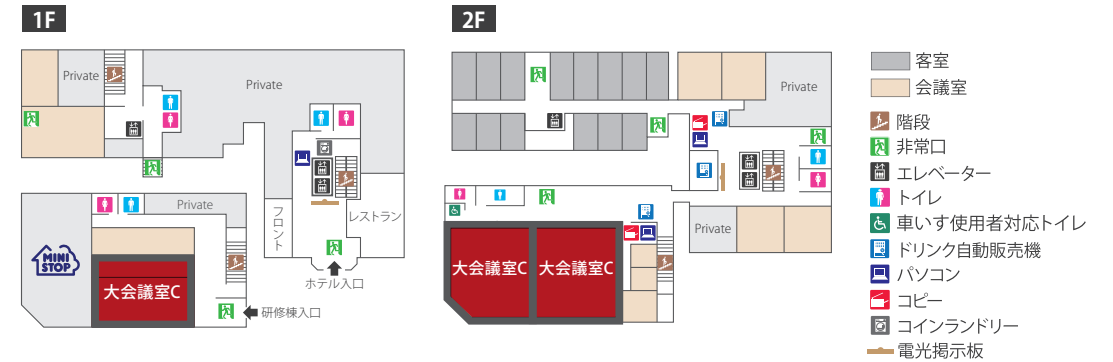 1F
2F
Private
Private
フロント
レストラン
ホテル入口
Private
MINI
STOP
大会議室C
研修棟入口
Private
Private
大会議室C
大会議室C
客室
会議室
階段
非常口
エレベーター
トイレ
車いす使用者対応トイレ
ドリンク自動販売機
パソコン
コピー
コインランドリー
電光掲示板